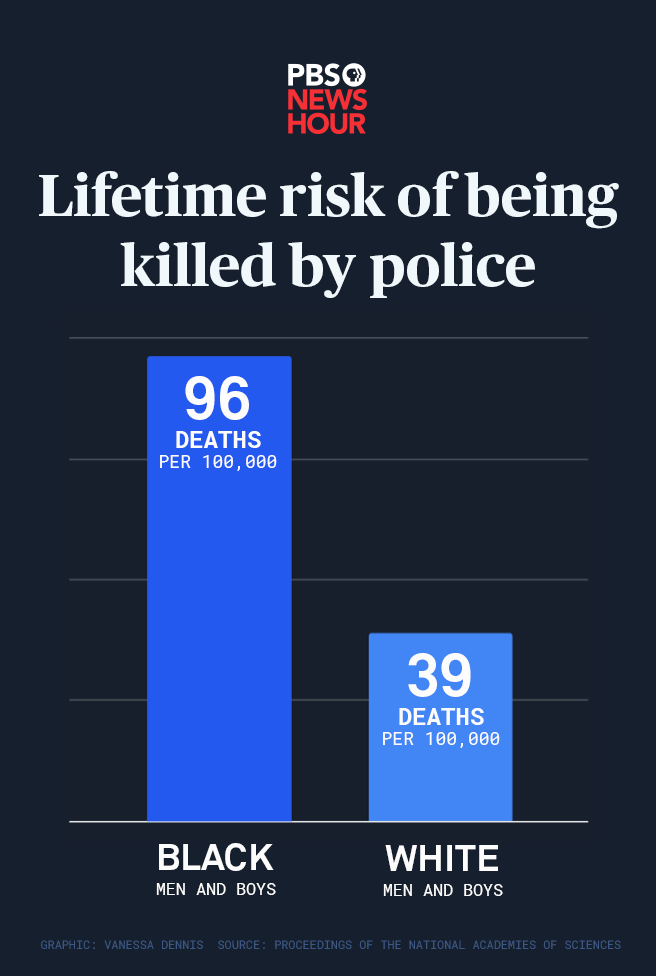 PBS
NEWS
HOUR
Lifetime risk of being
killed by police
96
DEATHS
PER 100,000
39
DEATHS
PER 100,000
BLACK
MEN AND BOYS
WHITE
MEN AND BOYS
GRAPHIC: VANESSA DENNIS SOURCE: PROCEEDINGS OF THE NATIONAL ACADEMIES OF SCIENCES